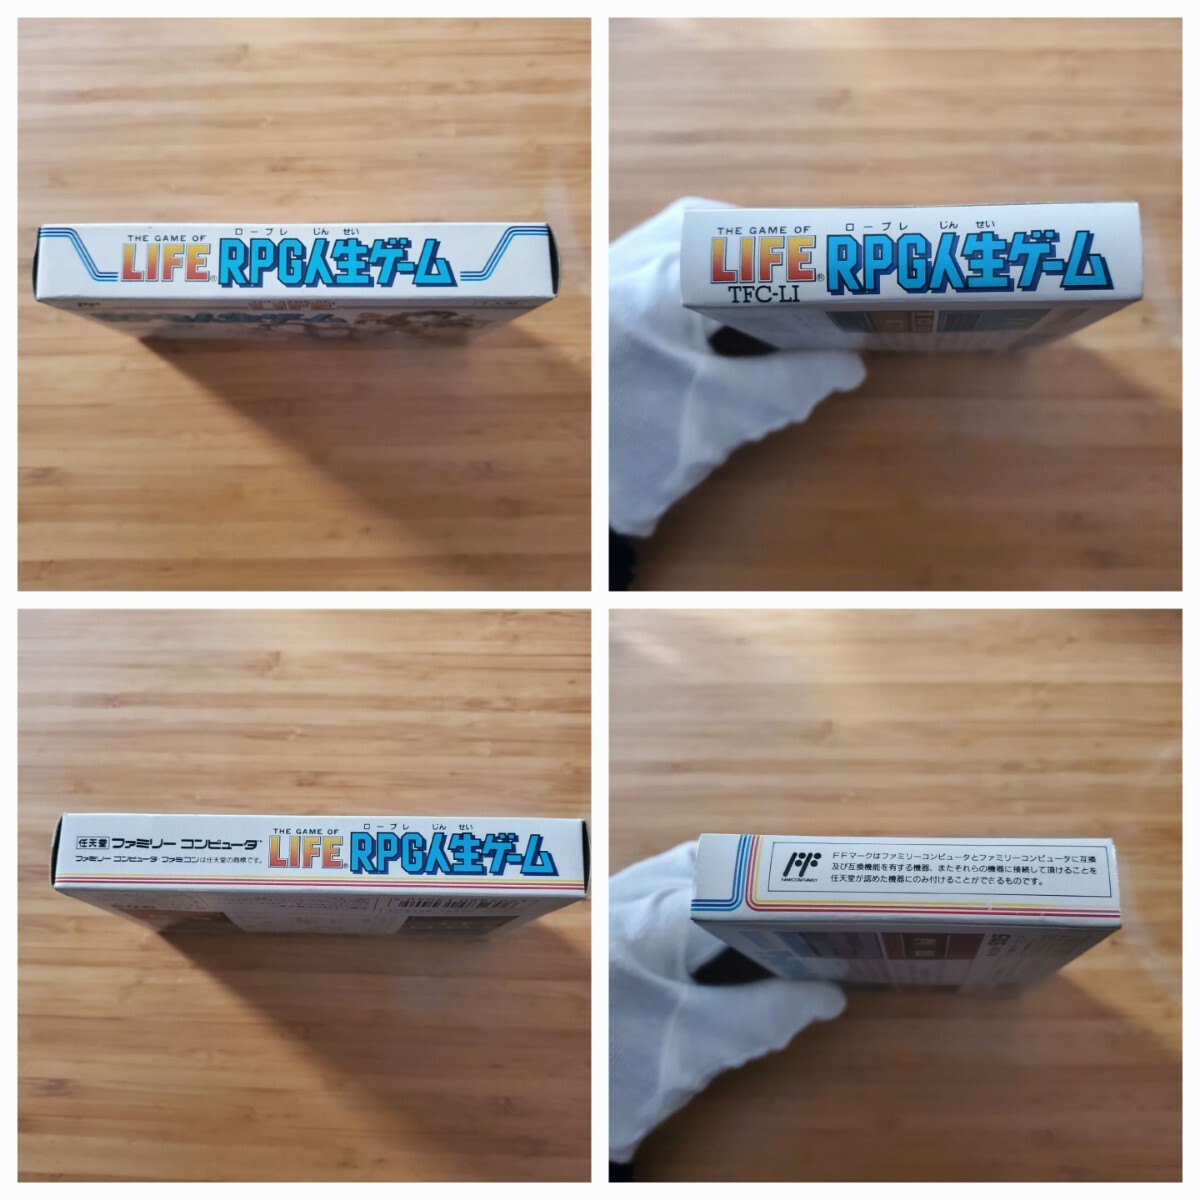 THE GAME OF
ロープレ じんせい
LIFE® RPG人生ゲーム
THE GAME OF
ロープレ じんせい
LIFE® RPG人生ゲーム
TFC-LI
任天堂 ファミリー コンピュータ™
ファミリー コンピュータ・ファミコンは任天堂の商標です。
THE GAME OF
ロープレ じんせい
LIFE® RPG人生ゲーム
FF
FAMICOM FAMILY
FFマークはファミリーコンピュータとファミリーコンピュータに互換
及び互換機能を有する機器、またそれらの機器に接続して頂けることを
任天堂が認めた機器にのみ付けることができるものです。